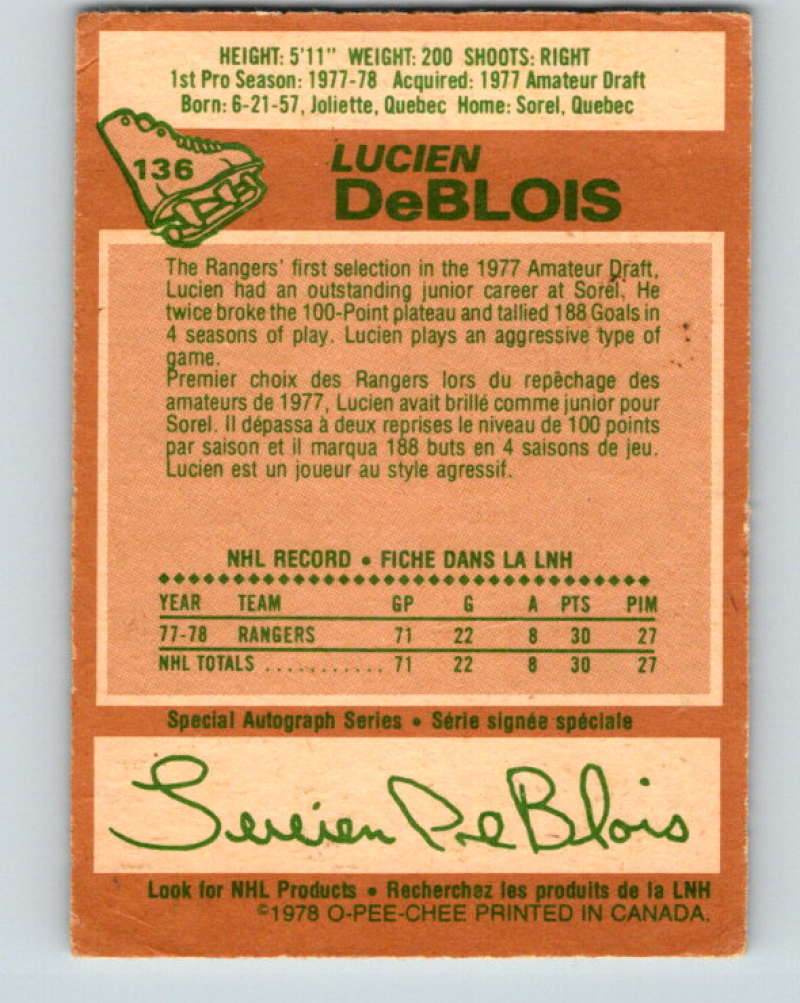 HEIGHT: 5'11" WEIGHT: 200 SHOOTS: RIGHT
1st Pro Season: 1977-78 Acquired: 1977 Amateur Draft
Born: 6-21-57, Joliette, Quebec Home: Sorel, Quebec
136
LUCIEN
DeBLOIS
The Rangers' first selection in the 1977 Amateur Draft,
Lucien had an outstanding junior career at Sorel. He
twice broke the 100-Point plateau and tallied 188 Goals in
4 seasons of play. Lucien plays an aggressive type of
game.
Premier choix des Rangers lors du repêchage des
amateurs de 1977, Lucien avait brillé comme junior pour
Sorel. Il dépassa à deux reprises le niveau de 100 points
par saison et il marqua 188 buts en 4 saisons de jeu.
Lucien est un joueur au style agressif.
NHL RECORD • FICHE DANS LA LNH
YEAR TEAM GP G A PTS PIM
77-78 RANGERS 71 22 8 30 27
NHL TOTALS ........... 71 22 8 30 27
Special Autograph Series • Série signée spéciale
Lucien DeBlois
Look for NHL Products • Recherchez les produits de la LNH
©1978 O-PEE-CHEE PRINTED IN CANADA.